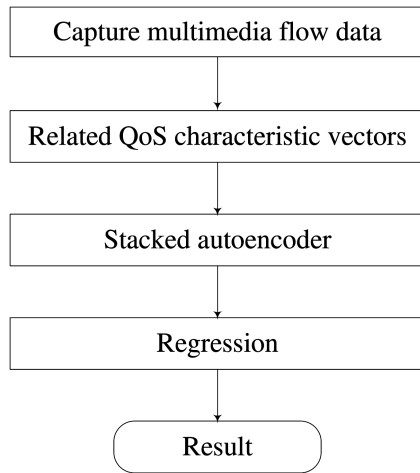 Capture multimedia flow data
Related QoS characteristic vectors
Stacked autoencoder
Regression
Result